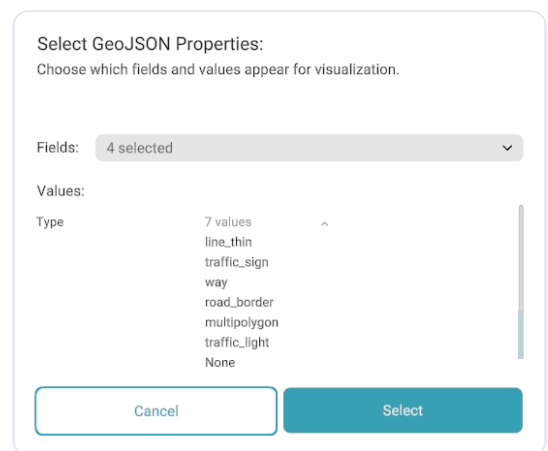 Select GeoJSON Properties:
Choose which fields and values appear for visualization.
Fields: 4 selected
Values:
Type 7 values
line_thin
traffic_sign
way
road_border
multipolygon
traffic_light
None
Cancel Select